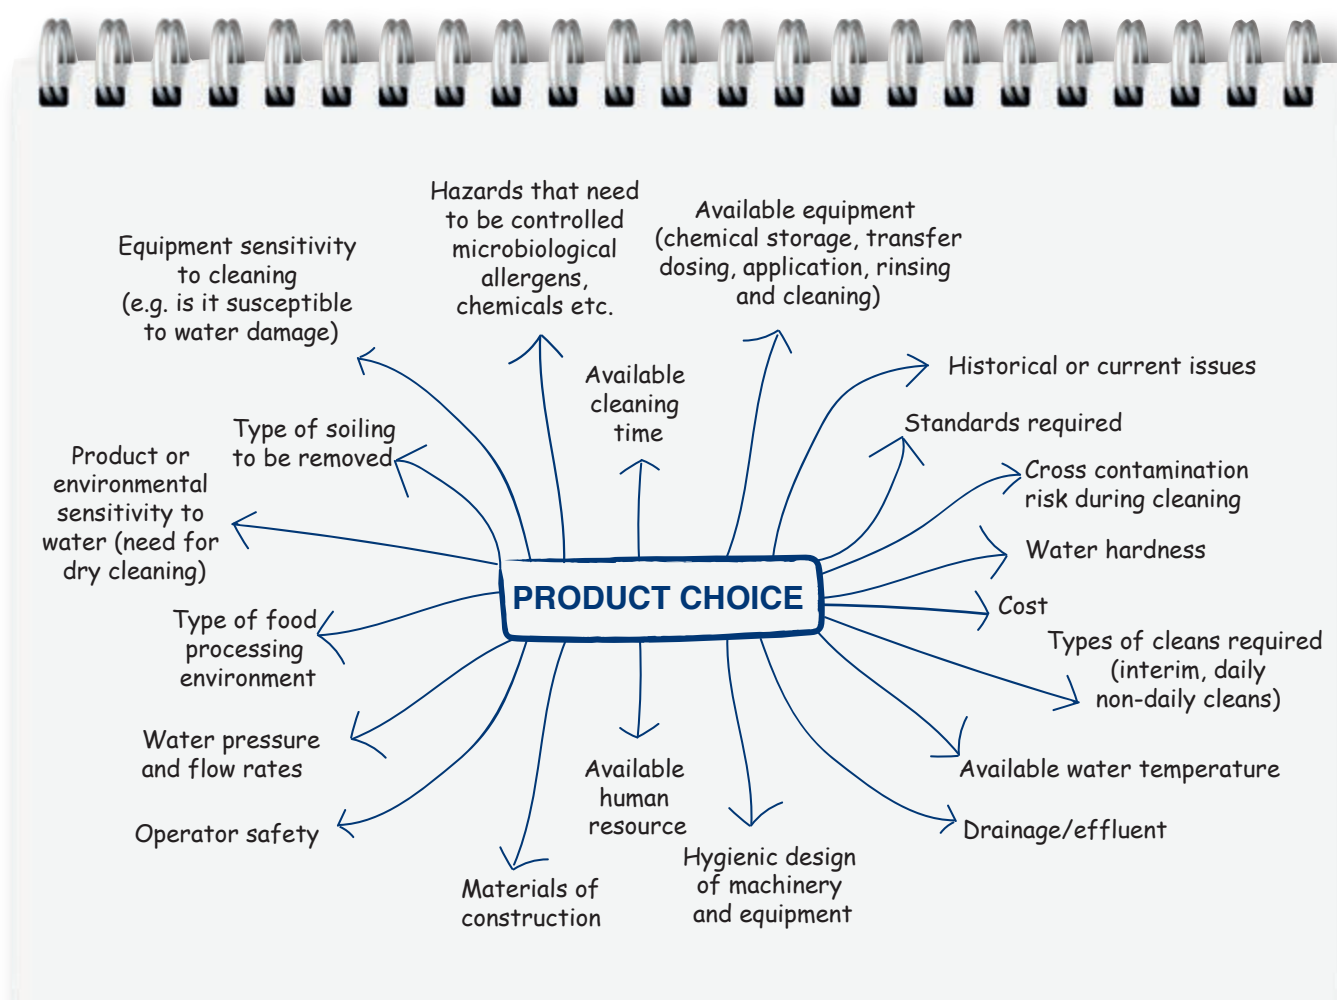 Hazards that need
to be controlled
microbiological
allergens,
chemicals etc.
Available equipment
(chemical storage, transfer
dosing, application, rinsing
and cleaning)
Equipment sensitivity
to cleaning
(e.g. is it susceptible
to water damage)
Available
cleaning
time
Historical or current issues
Type of soiling
to be removed
Standards required
Product or
environmental
sensitivity to
water (need for
dry cleaning)
Cross contamination
risk during cleaning
Water hardness
PRODUCT CHOICE
Cost
Type of food
processing
environment
Types of cleans required
(interim, daily
non-daily cleans)
Water pressure
and flow rates
Available
human
resource
Available water temperature
Operator safety
Drainage/effluent
Hygienic design
of machinery
and equipment
Materials of
construction